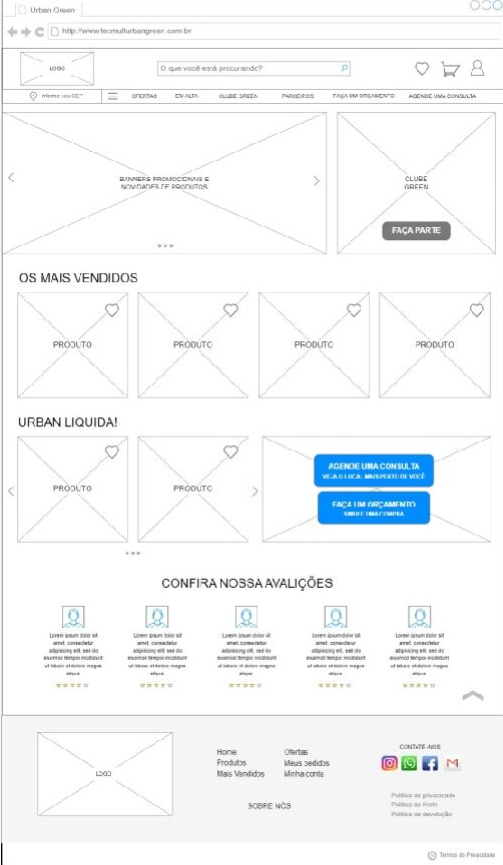 Urban Green
http://www.tecmulturbangreen.com.br
LOGO
O que você está procurando?
Informe seu CEP
OFERTAS
EM ALTA
CLUBE GREEN
PARCEIROS
FAÇA UM ORÇAMENTO
AGENDE UMA CONSULTA
BANNERS PROMOCIONAIS E
NOVIDADES DE PRODUTOS
CLUBE
GREEN
FAÇA PARTE
OS MAIS VENDIDOS
PRODUTO
PRODUTO
PRODUTO
PRODUTO
URBAN LIQUIDA!
PRODUTO
PRODUTO
AGENDE UMA CONSULTA
VEJA O LOCAL MAIS PERTO DE VOCÊ
FAÇA UM ORÇAMENTO
SIMULE UMA COMPRA
CONFIRA NOSSA AVALIÇÕES
Lorem ipsum dolor sit
amet, consectetur
adipiscing elit, sed do
eiusmod tempor incididunt
ut labore et dolore magna
aliqua
Lorem ipsum dolor sit
amet, consectetur
adipiscing elit, sed do
eiusmod tempor incididunt
ut labore et dolore magna
aliqua
Lorem ipsum dolor sit
amet, consectetur
adipiscing elit, sed do
eiusmod tempor incididunt
ut labore et dolore magna
aliqua
Lorem ipsum dolor sit
amet, consectetur
adipiscing elit, sed do
eiusmod tempor incididunt
ut labore et dolore magna
aliqua
Lorem ipsum dolor sit
amet, consectetur
adipiscing elit, sed do
eiusmod tempor incididunt
ut labore et dolore magna
aliqua
LOGO
Home
Produtos
Mais Vendidos
Ofertas
Meus pedidos
Minha conta
SOBRE NÓS
CONTATE-NOS
Política de privacidade
Política de Frete
Política de devolução
Termos de Privacidade